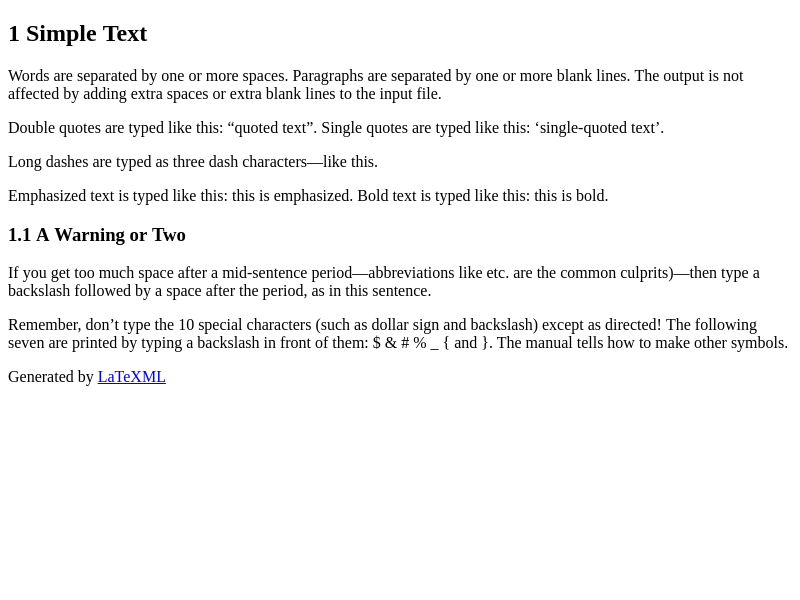 1 Simple Text
Words are separated by one or more spaces. Paragraphs are separated by one or more blank lines. The output is not
affected by adding extra spaces or extra blank lines to the input file.
Double quotes are typed like this: “quoted text”. Single quotes are typed like this: ‘single-quoted text’.
Long dashes are typed as three dash characters—like this.
Emphasized text is typed like this: this is emphasized. Bold text is typed like this: this is bold.
1.1 A Warning or Two
If you get too much space after a mid-sentence period—abbreviations like etc. are the common culprits)—then type a
backslash followed by a space after the period, as in this sentence.
Remember, don’t type the 10 special characters (such as dollar sign and backslash) except as directed! The following
seven are printed by typing a backslash in front of them: $ & # % _ { and }. The manual tells how to make other symbols.
Generated by LaTeXML